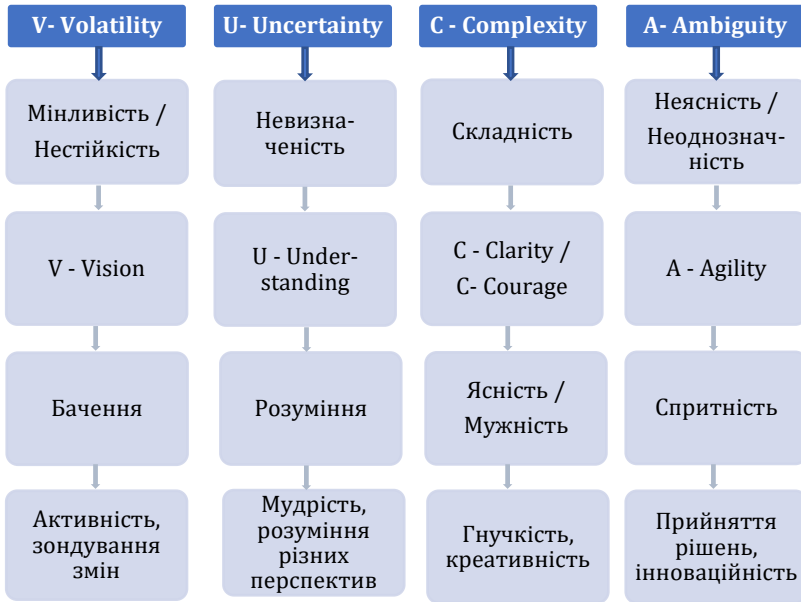 V- Volatility
Мінливість /
Нестійкість
V - Vision
Бачення
Активність,
зондування
змін
U- Uncertainty
Невизна-
ченість
U - Under-
standing
Розуміння
Мудрість,
розуміння
різних
перспектив
C - Complexity
Складність
C - Clarity /
C- Courage
Ясність /
Мужність
Гнучкість,
креативність
A- Ambiguity
Неясність /
Неоднознач-
ність
A - Agility
Спритність
Прийняття
рішень,
інноваційність